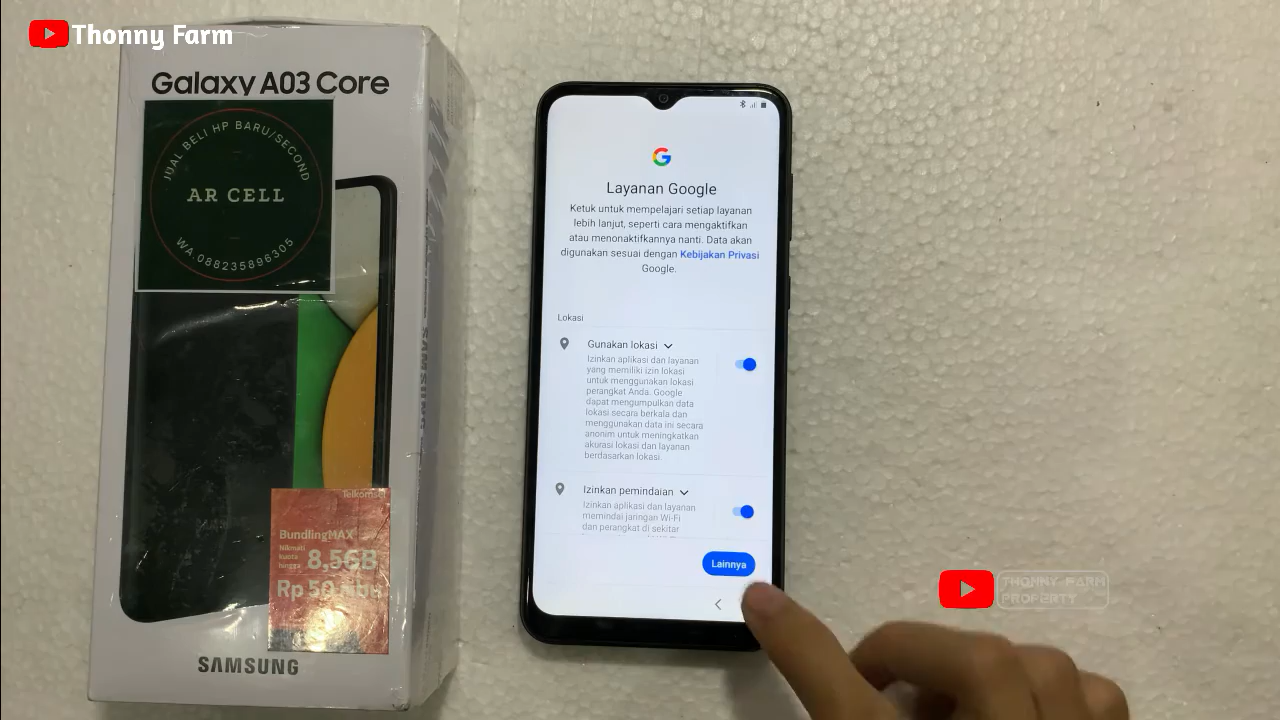 Thonny Farm
Galaxy A03 Core
JUAL BELI HP BARU/SECOND
AR CELL
WA.088235896305
Telkomsel
BundlingMAX
Nikmati
kuota
hingga
8,5GB
Rp
SAMSUNG
SAMSUNG
Layanan Google
Ketuk untuk mempelajari setiap layanan
lebih lanjut, seperti cara mengaktifkan
atau menonaktifkannya nanti. Data akan
digunakan sesuai dengan Kebijakan Privasi
Google.
Lokasi
Gunakan lokasi
Izinkan aplikasi dan layanan
yang memiliki izin lokasi
untuk menggunakan lokasi
perangkat Anda. Google
dapat mengumpulkan data
lokasi secara berkala dan
menggunakan data ini secara
anonim untuk meningkatkan
akurasi lokasi dan layanan
berdasarkan lokasi.
Izinkan pemindaian
Izinkan aplikasi dan layanan
memindai jaringan Wi-Fi
dan perangkat di sekitar
Lainnya
THONNY FARM
PROPERTY